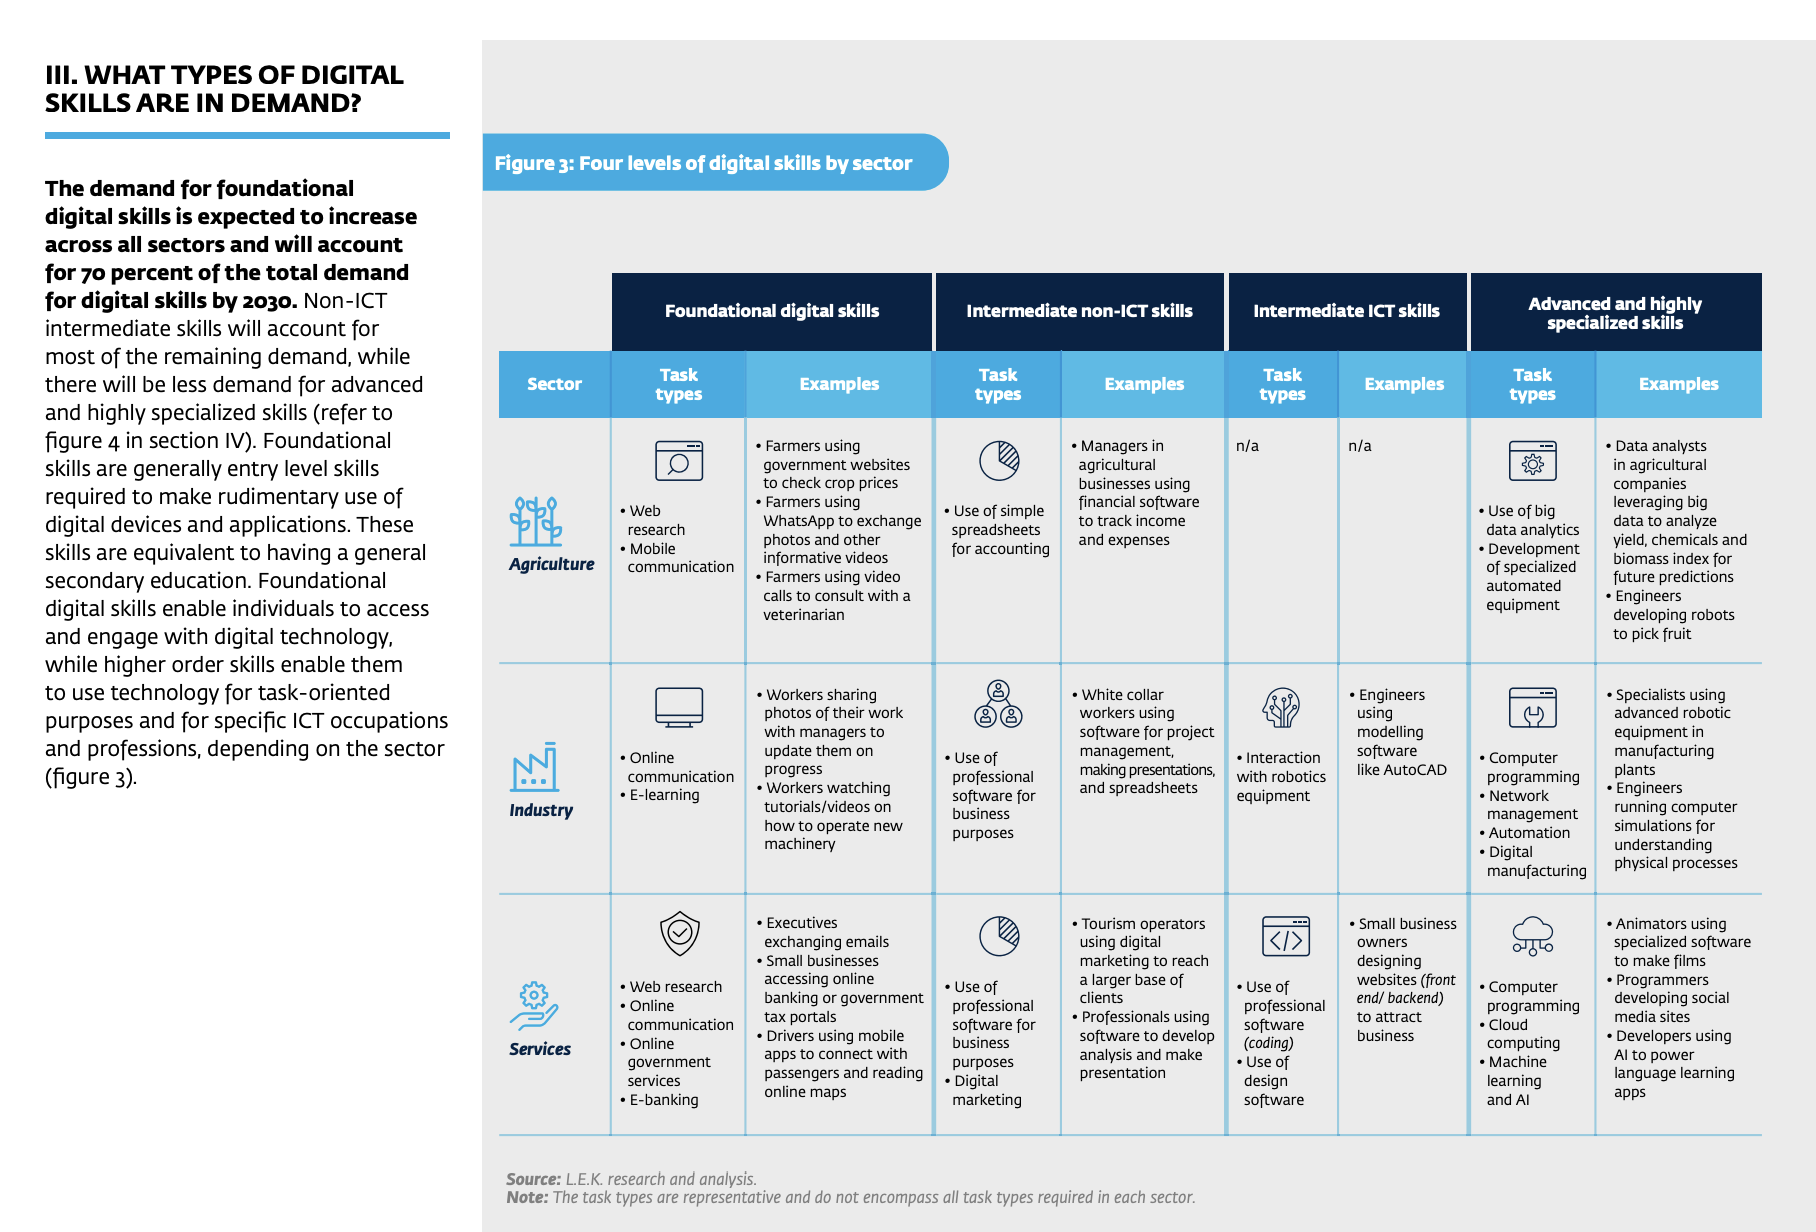 III. WHAT TYPES OF DIGITAL
SKILLS ARE IN DEMAND?
The demand for foundational
digital skills is expected to increase
across all sectors and will account
for 70 percent of the total demand
for digital skills by 2030. Non-ICT
intermediate skills will account for
most of the remaining demand, while
there will be less demand for advanced
and highly specialized skills (refer to
figure 4 in section IV). Foundational
skills are generally entry level skills
required to make rudimentary use of
digital devices and applications. These
skills are equivalent to having a general
secondary education. Foundational
digital skills enable individuals to access
and engage with digital technology,
while higher order skills enable them
to use technology for task-oriented
purposes and for specific ICT occupations
and professions, depending on the sector
(figure 3).
Figure 3: Four levels of digital skills by sector
Foundational digital skills
Intermediate non-ICT skills
Intermediate ICT skills
Advanced and highly
specialized skills
Sector
Task
types
Examples
Task
types
Examples
Task
types
Examples
Task
types
Examples
Agriculture
• Web
research
• Mobile
communication
• Farmers using
government websites
to check crop prices
• Farmers using
WhatsApp to exchange
photos and other
informative videos
• Farmers using video
calls to consult with a
veterinarian
• Use of simple
spreadsheets
for accounting
• Managers in
agricultural
businesses using
financial software
to track income
and expenses
n/a
n/a
• Use of big
data analytics
• Development
of specialized
automated
equipment
• Data analysts
in agricultural
companies
leveraging big
data to analyze
yield, chemicals and
biomass index for
future predictions
• Engineers
developing robots
to pick fruit
Industry
• Online
communication
• E-learning
• Workers sharing
photos of their work
with managers to
update them on
progress
• Workers watching
tutorials/videos on
how to operate new
machinery
• Use of
professional
software for
business
purposes
• White collar
workers using
software for project
management,
making presentations,
and spreadsheets
• Interaction
with robotics
equipment
• Engineers
using
modelling
software
like AutoCAD
• Computer
programming
• Network
management
• Automation
• Digital
manufacturing
• Specialists using
advanced robotic
equipment in
manufacturing
plants
• Engineers
running computer
simulations for
understanding
physical processes
Services
• Web research
• Online
communication
• Online
government
services
• E-banking
• Executives
exchanging emails
• Small businesses
accessing online
banking or government
tax portals
• Drivers using mobile
apps to connect with
passengers and reading
online maps
• Use of
professional
software for
business
purposes
• Digital
marketing
• Tourism operators
using digital
marketing to reach
a larger base of
clients
• Professionals using
software to develop
analysis and make
presentation
• Use of
professional
software
(coding)
• Use of
design
software
• Small business
owners
designing
websites (front
end/ backend)
to attract
business
• Computer
programming
• Cloud
computing
• Machine
learning
and AI
• Animators using
specialized software
to make films
• Programmers
developing social
media sites
• Developers using
AI to power
language learning
apps
Source: L.E.K. research and analysis.
Note: The task types are representative and do not encompass all task types required in each sector.